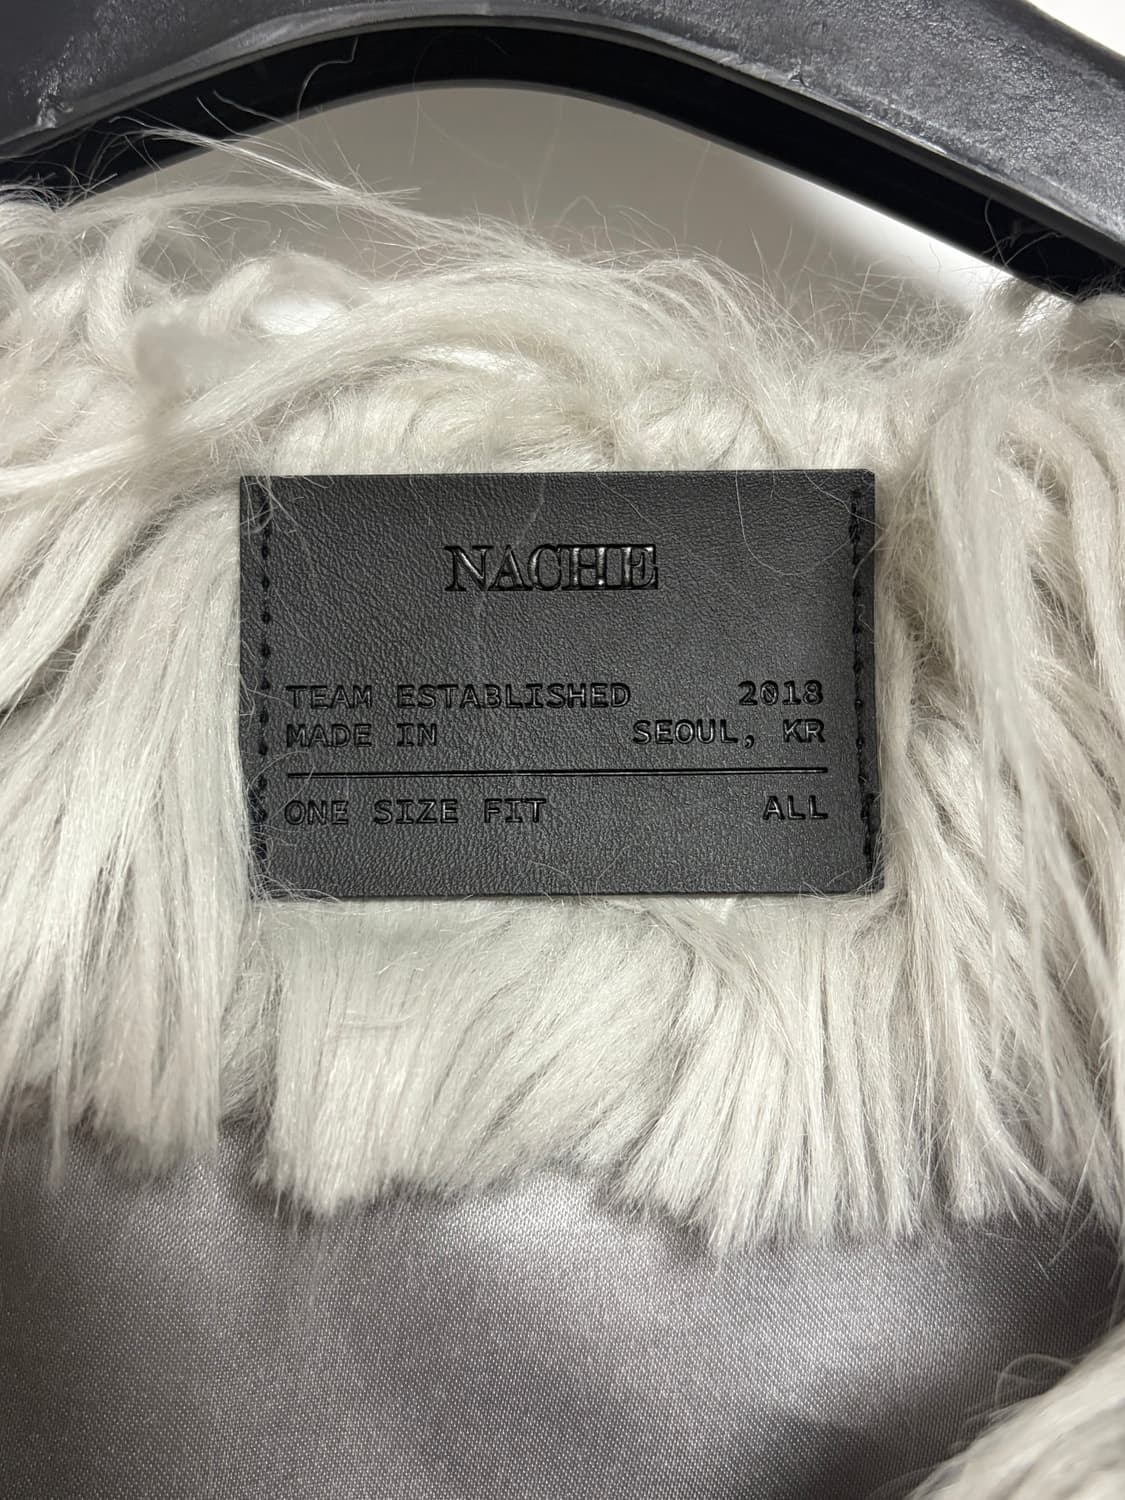 NACHE
TEAM ESTABLISHED 2018
MADE IN SEOUL, KR
ONE SIZE FIT ALL